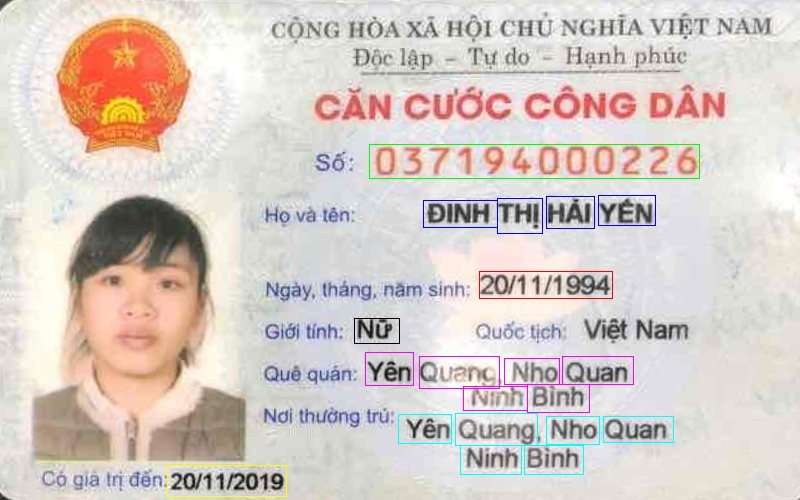 CỘNG HÒA XÃ HỘI CHỦ NGHĨA VIỆT NAM
Độc lập - Tự do - Hạnh phúc
CĂN CƯỚC CÔNG DÂN
Số: 037194000226
Họ và tên: ĐINH THỊ HẢI YẾN
Ngày, tháng, năm sinh: 20/11/1994
Giới tính: Nữ Quốc tịch: Việt Nam
Quê quán: Yên Quang, Nho Quan
Ninh Bình
Nơi thường trú: Yên Quang, Nho Quan
Ninh Bình
Có giá trị đến: 20/11/2019